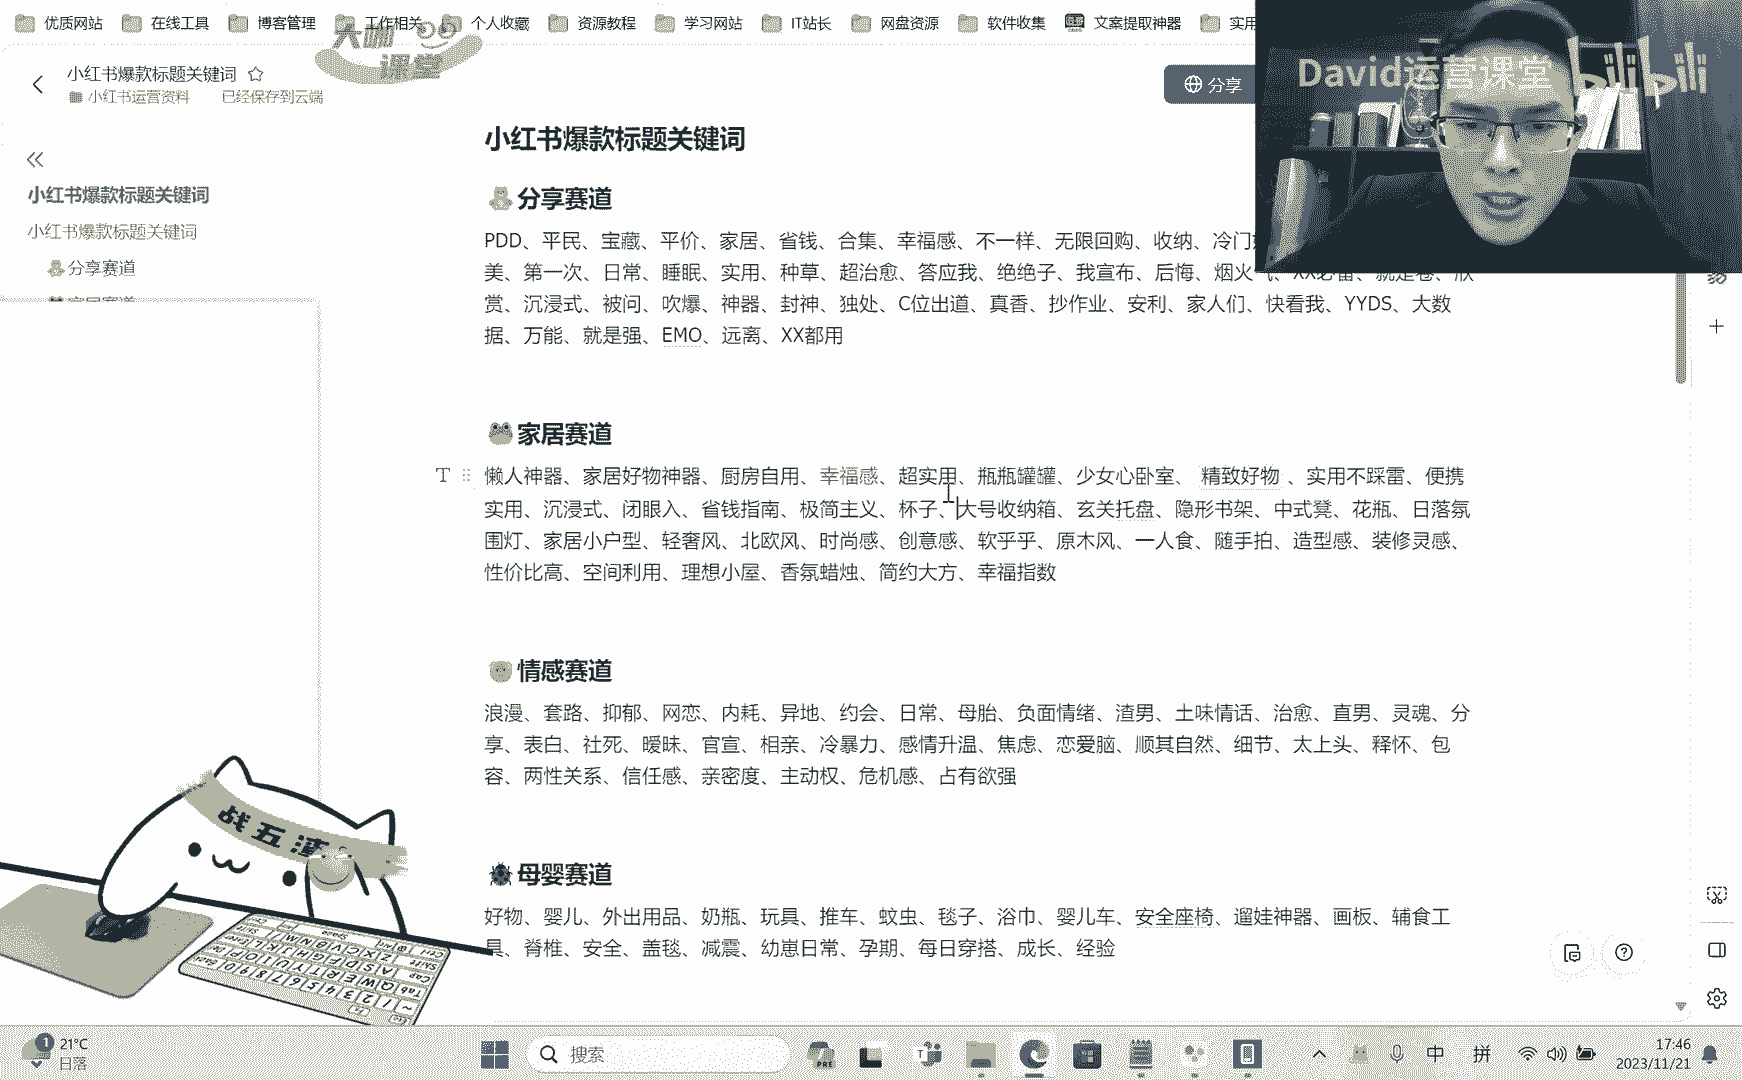 优质网站 在线工具 博客管理 工作相关 个人收藏 资源教程 学习网站 IT站长 网盘资源 软件收集 文案提取神器 实用
大咖
课堂
小红书爆款标题关键词
小红书运营资料 已经保存到云端
分享
David运营课堂 bilibili
小红书爆款标题关键词
小红书爆款标题关键词
分享赛道
小红书爆款标题关键词
分享赛道
PDD、平民、宝藏、平价、家居、省钱、合集、幸福感、不一样、无限回购、收纳、冷门
美、第一次、日常、睡眠、实用、种草、超治愈、答应我、绝绝子、我宣布、后悔、烟火气、XX必备、就是卷、欣
赏、沉浸式、被问、吹爆、神器、封神、独处、C位出道、真香、抄作业、安利、家人们、快看我、YYDS、大数
据、万能、就是强、EMO、远离、XX都用
家居赛道
T 懒人神器、家居好物神器、厨房自用、幸福感、超实用、瓶瓶罐罐、少女心卧室、 精致好物 、实用不踩雷、便携
实用、沉浸式、闭眼入、省钱指南、极简主义、杯子、大号收纳箱、玄关托盘、隐形书架、中式凳、花瓶、日落氛
围灯、家居小户型、轻奢风、北欧风、时尚感、创意感、软乎乎、原木风、一人食、随手拍、造型感、装修灵感、
性价比高、空间利用、理想小屋、香氛蜡烛、简约大方、幸福指数
情感赛道
浪漫、套路、抑郁、网恋、内耗、异地、约会、日常、母胎、负面情绪、渣男、土味情话、治愈、直男、灵魂、分
享、表白、社死、暧昧、官宣、相亲、冷暴力、感情升温、焦虑、恋爱脑、顺其自然、细节、太上头、释怀、包
容、两性关系、信任感、亲密度、主动权、危机感、占有欲强
母婴赛道
好物、婴儿、外出用品、奶瓶、玩具、推车、蚊虫、毯子、浴巾、婴儿车、安全座椅、遛娃神器、画板、辅食工
具、脊椎、安全、盖毯、减震、幼崽日常、孕期、每日穿搭、成长、经验
战五渣
1 21°C
日落
搜索
中 拼
17:46
2023/11/21